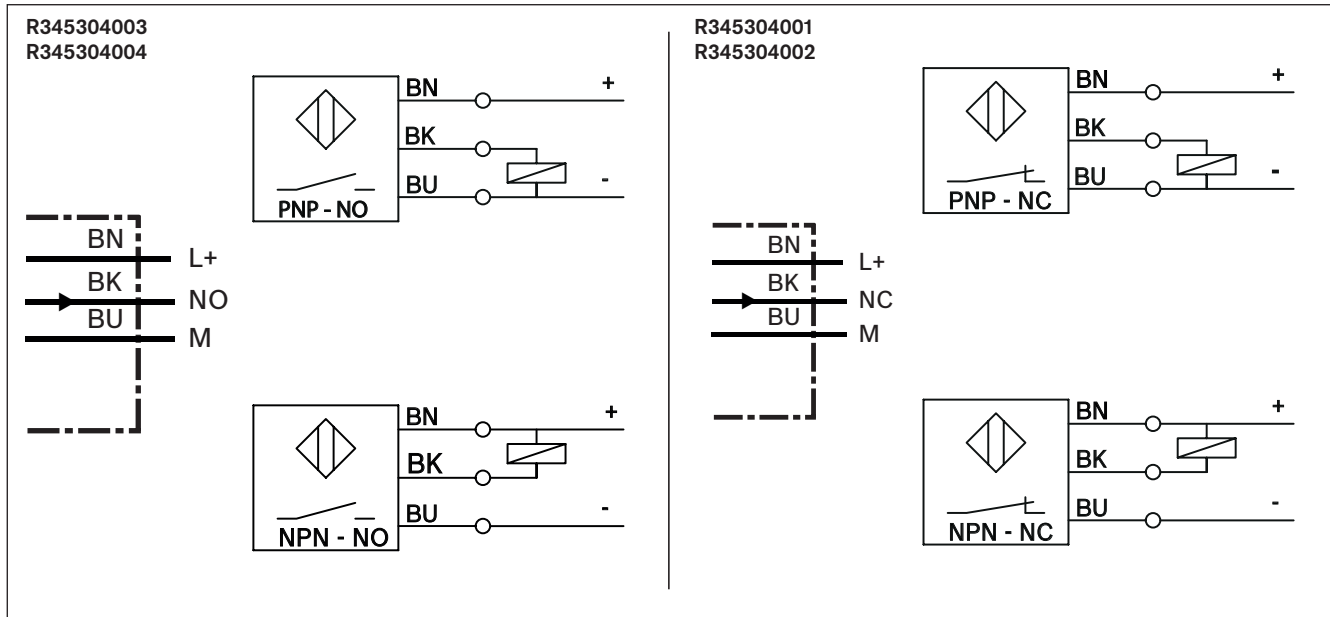 R345304003
R345304004
BN
+
BK
BU
-
PNP - NO
BN
L+
BK
NO
BU
M
BN
+
BK
BU
-
NPN - NO
R345304001
R345304002
BN
+
BK
BU
-
PNP - NC
BN
L+
BK
NC
BU
M
BN
+
BK
BU
-
NPN - NC